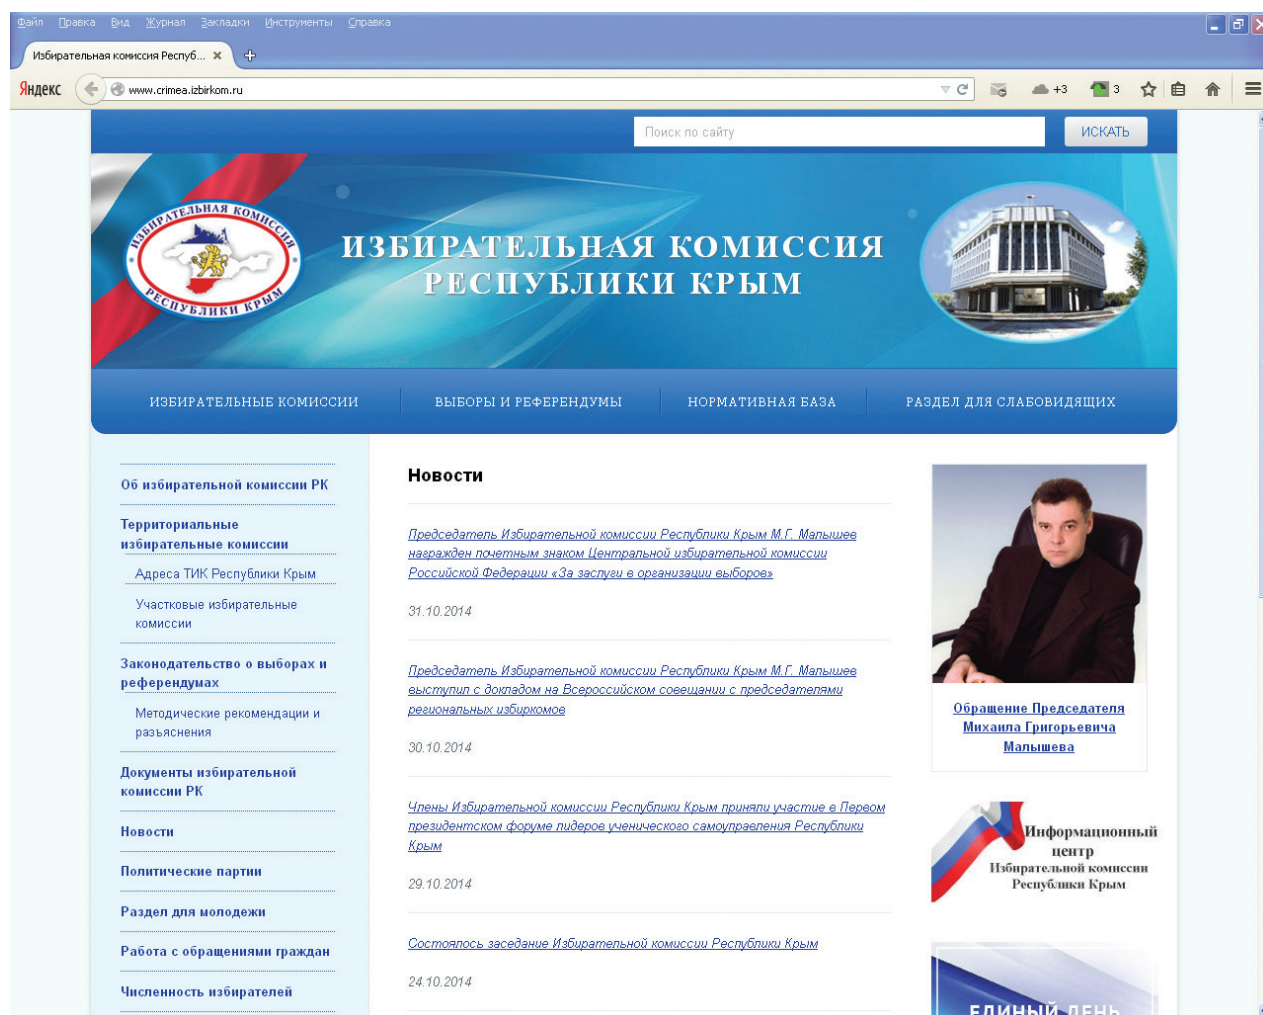 Файл Правка Вид Журнал Закладки Инструменты Справка
Избирательная комиссия Респуб...
Яндекс www.crimea.izbirkom.ru +3 3
Поиск по сайту ИСКАТЬ
ИЗБИРАТЕЛЬНАЯ КОМИССИЯ
РЕСПУБЛИКИ КРЫМ
ИЗБИРАТЕЛЬНАЯ КОМИССИЯ
РЕСПУБЛИКИ КРЫМ
ИЗБИРАТЕЛЬНЫЕ КОМИССИИ ВЫБОРЫ И РЕФЕРЕНДУМЫ НОРМАТИВНАЯ БАЗА РАЗДЕЛ ДЛЯ СЛАБОВИДЯЩИХ
Об избирательной комиссии РК
Территориальные
избирательные комиссии
Адреса ТИК Республики Крым
Участковые избирательные
комиссии
Законодательство о выборах и
референдумах
Методические рекомендации и
разъяснения
Документы избирательной
комиссии РК
Новости
Политические партии
Раздел для молодежи
Работа с обращениями граждан
Численность избирателей
Новости
Председатель Избирательной комиссии Республики Крым М.Г. Малышев
награжден почетным знаком Центральной избирательной комиссии
Российской Федерации «За заслуги в организации выборов»
31.10.2014
Председатель Избирательной комиссии Республики Крым М.Г. Малышев
выступил с докладом на Всероссийском совещании с председателями
региональных избиркомов
30.10.2014
Члены Избирательной комиссии Республики Крым приняли участие в Первом
президентском форуме лидеров ученического самоуправления Республики
Крым
29.10.2014
Состоялось заседание Избирательной комиссии Республики Крым
24.10.2014
Обращение Председателя
Михаила Григорьевича
Малышева
Информационный
центр
Избирательной комиссии
Республики Крым
ЕДИНЫЙ ДЕНЬ